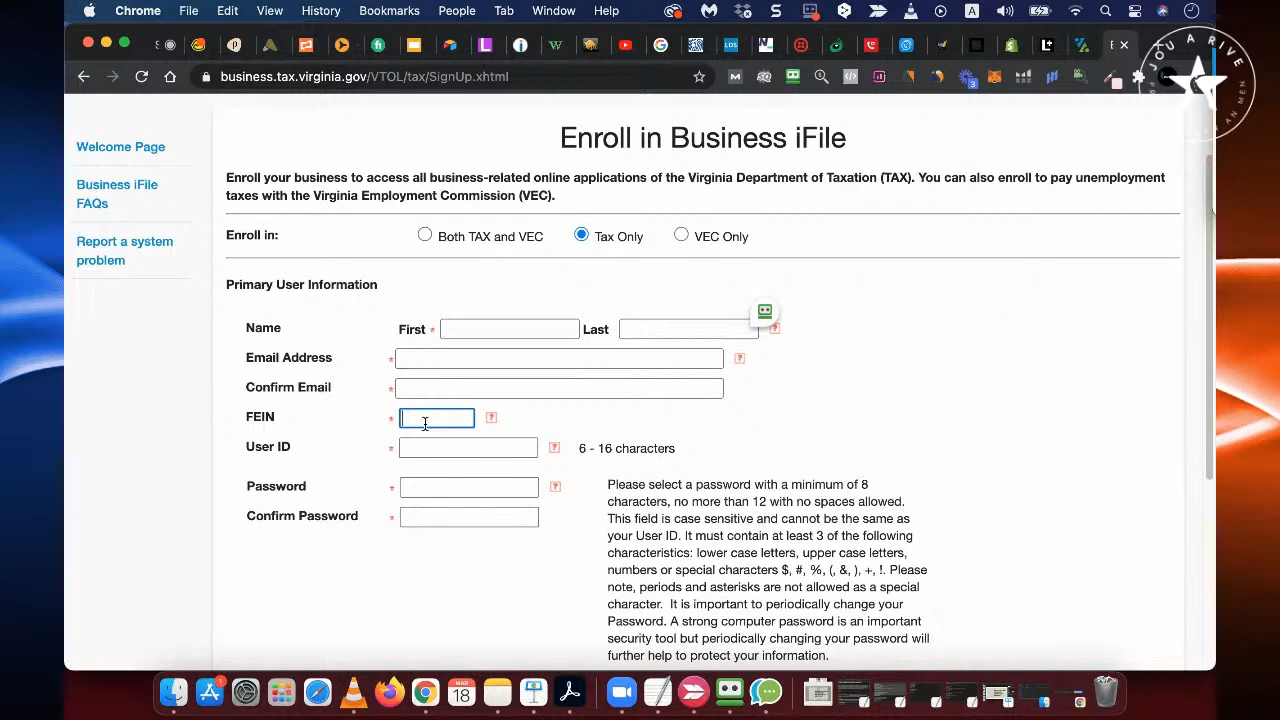 Chrome File Edit View History Bookmarks People Tab Window Help
business.tax.virginia.gov/VTOL/tax/SignUp.xhtml
3
YOU ARIVE
Welcome Page
Business iFile
FAQs
Report a system
problem
Enroll in Business iFile
Enroll your business to access all business-related online applications of the Virginia Department of Taxation (TAX). You can also enroll to pay unemployment
taxes with the Virginia Employment Commission (VEC).
Enroll in: Both TAX and VEC Tax Only VEC Only
Primary User Information
Name First * Last ?
Email Address * ?
Confirm Email *
FEIN * ?
User ID * ? 6 - 16 characters
Password * ?
Confirm Password *
Please select a password with a minimum of 8
characters, no more than 12 with no spaces allowed.
This field is case sensitive and cannot be the same as
your User ID. It must contain at least 3 of the following
characteristics: lower case letters, upper case letters,
numbers or special characters $, #, %, (, &, ), +, !. Please
note, periods and asterisks are not allowed as a special
character. It is important to periodically change your
Password. A strong computer password is an important
security tool but periodically changing your password will
further help to protect your information.
MAR
18